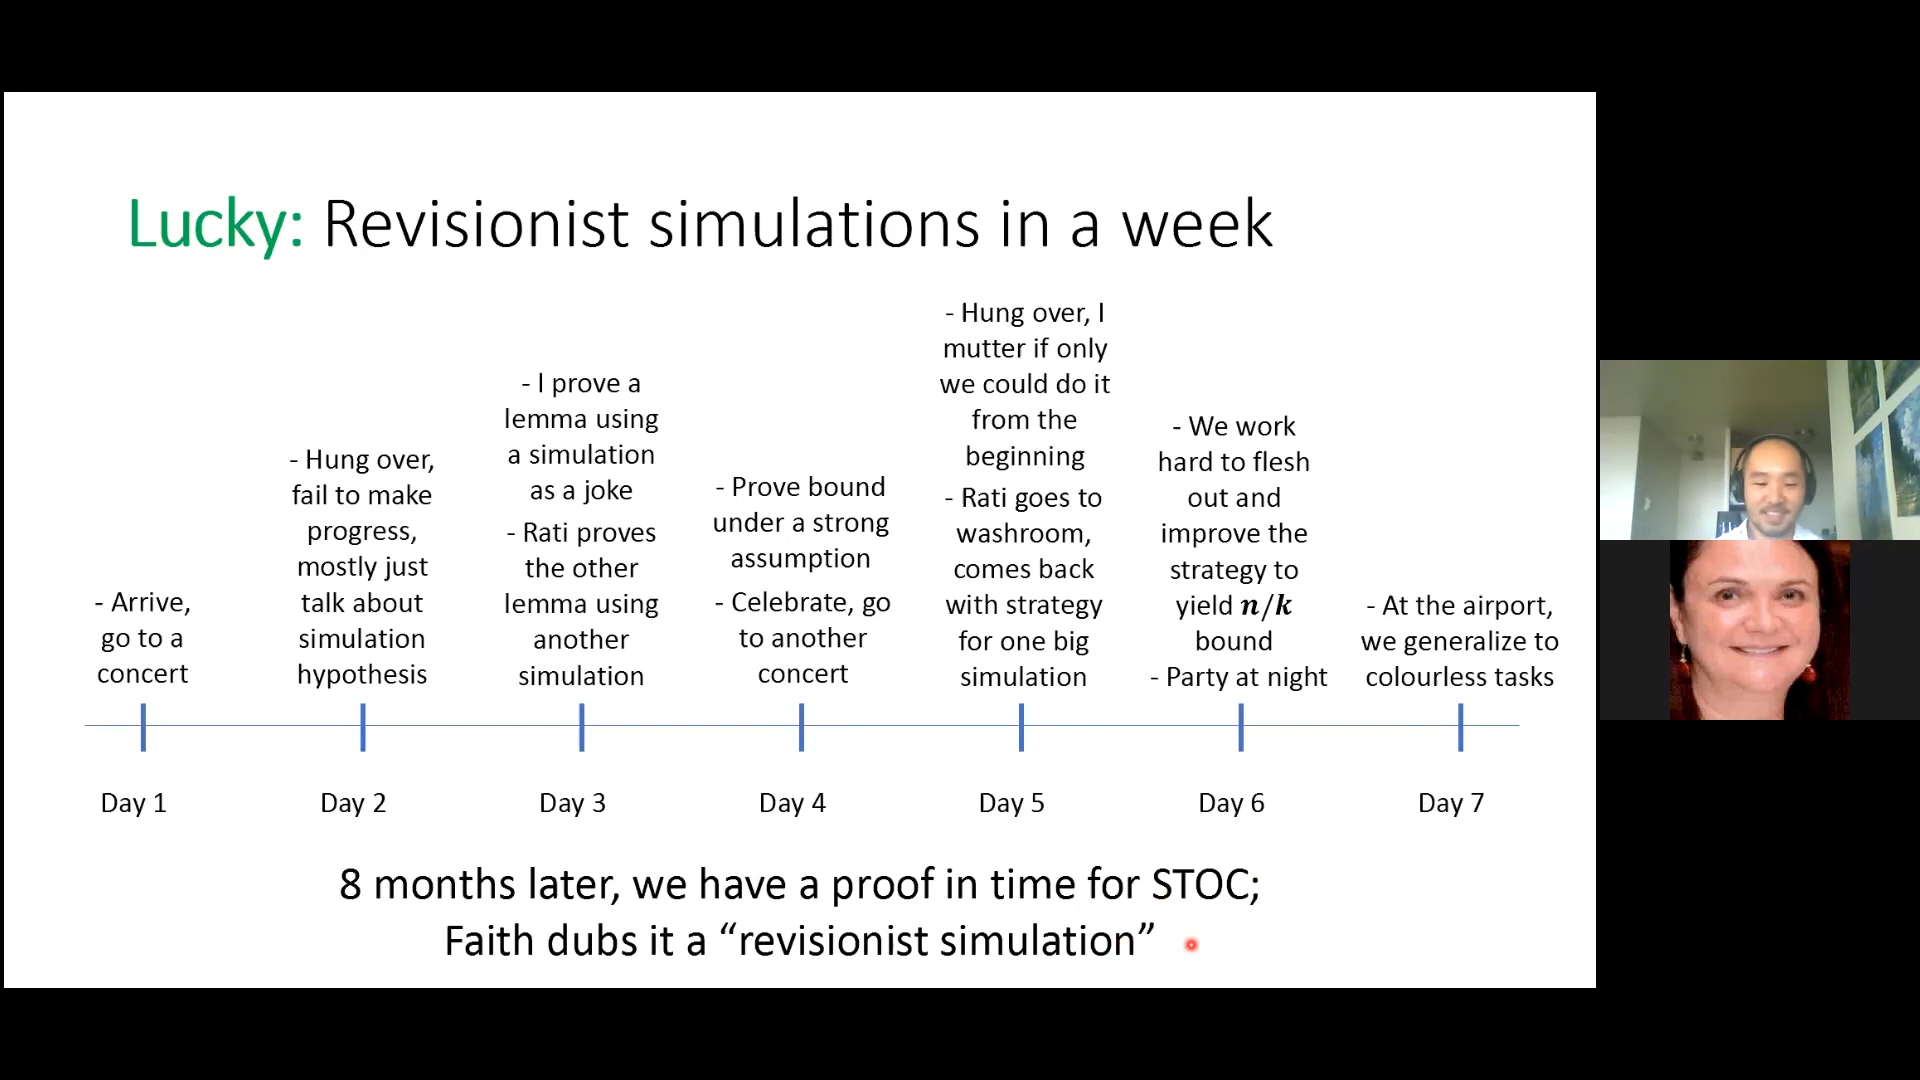 Lucky: Revisionist simulations in a week
- Arrive,
go to a
concert
- Hung over,
fail to make
progress,
mostly just
talk about
simulation
hypothesis
- I prove a
lemma using
a simulation
as a joke
- Rati proves
the other
lemma using
another
simulation
- Prove bound
under a strong
assumption
- Celebrate, go
to another
concert
- Hung over, I
mutter if only
we could do it
from the
beginning
- Rati goes to
washroom,
comes back
with strategy
for one big
simulation
- We work
hard to flesh
out and
improve the
strategy to
yield n/k
bound
- Party at night
- At the airport,
we generalize to
colourless tasks
Day 1
Day 2
Day 3
Day 4
Day 5
Day 6
Day 7
8 months later, we have a proof in time for STOC;
Faith dubs it a “revisionist simulation”